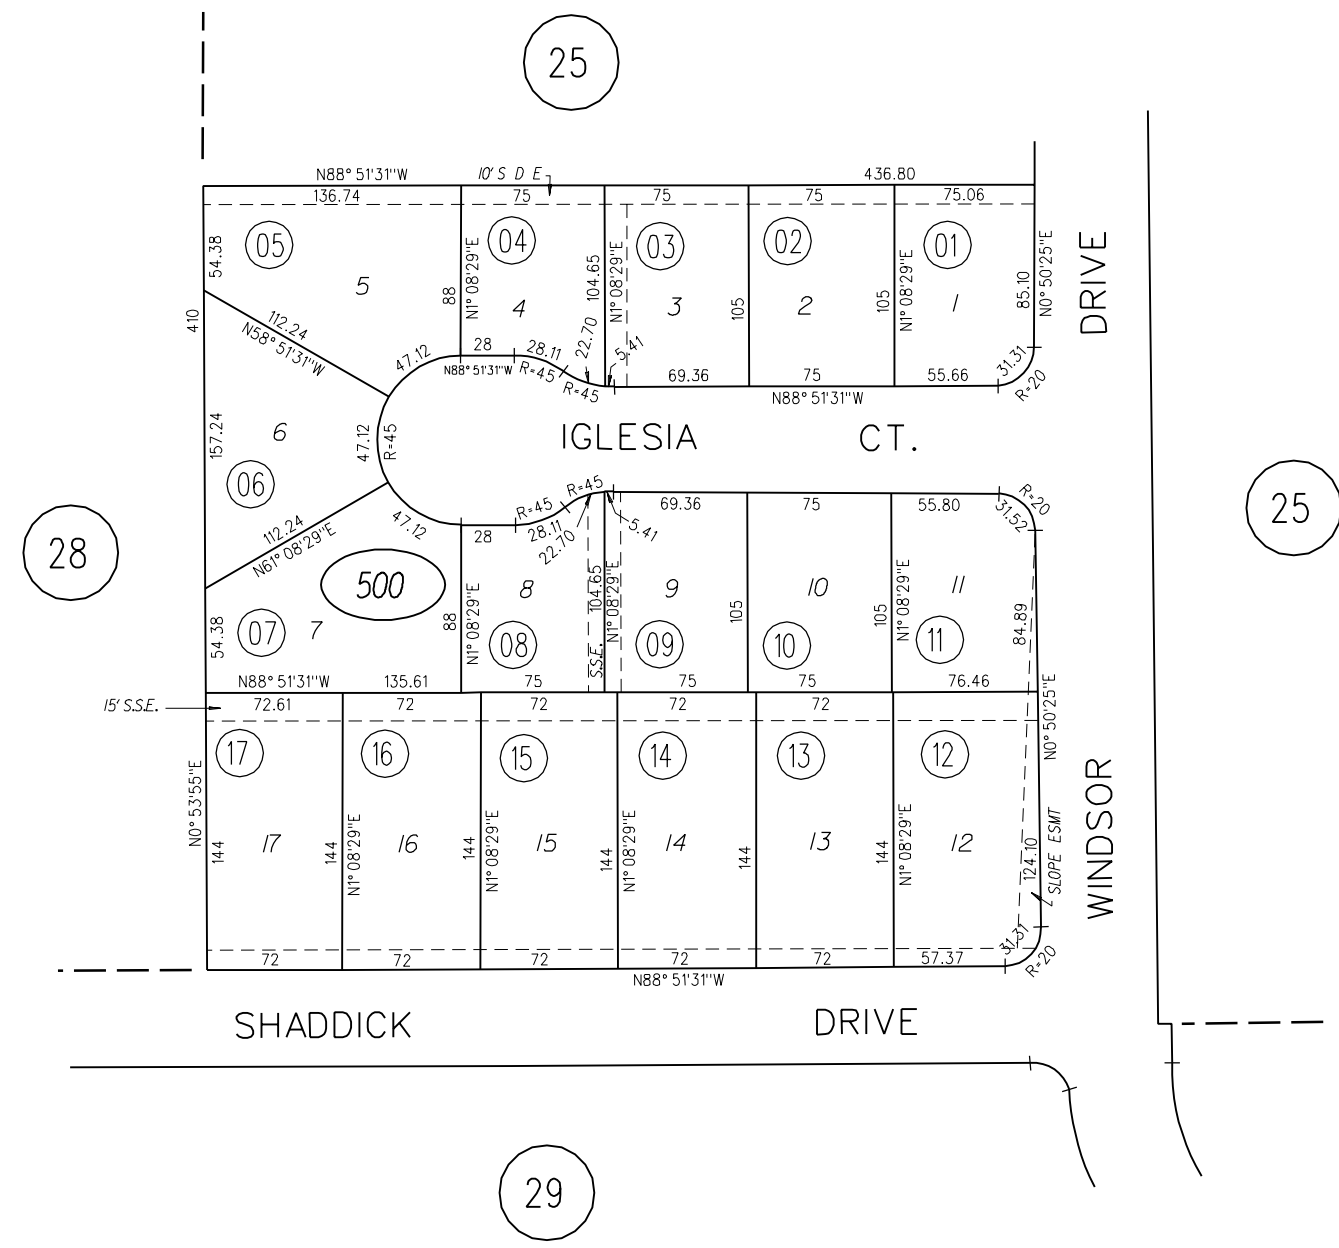 25
N88° 51'31"W
10' S D E
436.80
136.74
75
75
75
75.06
05
04
03
02
01
54.38
5
88
N1° 08'29"E
4
104.65
N1° 08'29"E
3
105
2
105
N1° 08'29"E
1
85.10
N0° 50'25"E
DRIVE
410
112.24
N58° 51'31"W
47.12
28
N88° 51'31"W
28.11
R=45
22.70
R=45
5.41
69.36
75
55.66
31.31
R=20
N88° 51'31"W
157.24
6
06
47.12
R=45
IGLESIA CT.
112.24
N61° 08'29"E
47.12
28
R=45
28.11
R=45
22.70
5.41
69.36
75
55.80
R=20
31.52
25
28
500
54.38
07
7
88
N1° 08'29"E
8
08
S.S.E.
104.65
N1° 08'29"E
9
09
105
10
10
105
N1° 08'29"E
11
11
84.89
N88° 51'31"W
135.61
75
75
75
76.46
15' S.S.E.
72.61
72
72
72
72
N0° 50'25"E
17
16
15
14
13
12
N0° 53'55"E
144
17
144
N1° 08'29"E
16
144
N1° 08'29"E
15
144
N1° 08'29"E
14
144
13
144
N1° 08'29"E
12
124.10
SLOPE ESMT
WINDSOR
72
72
72
72
72
57.37
31.31
R=20
N88° 51'31"W
SHADDICK DRIVE
29